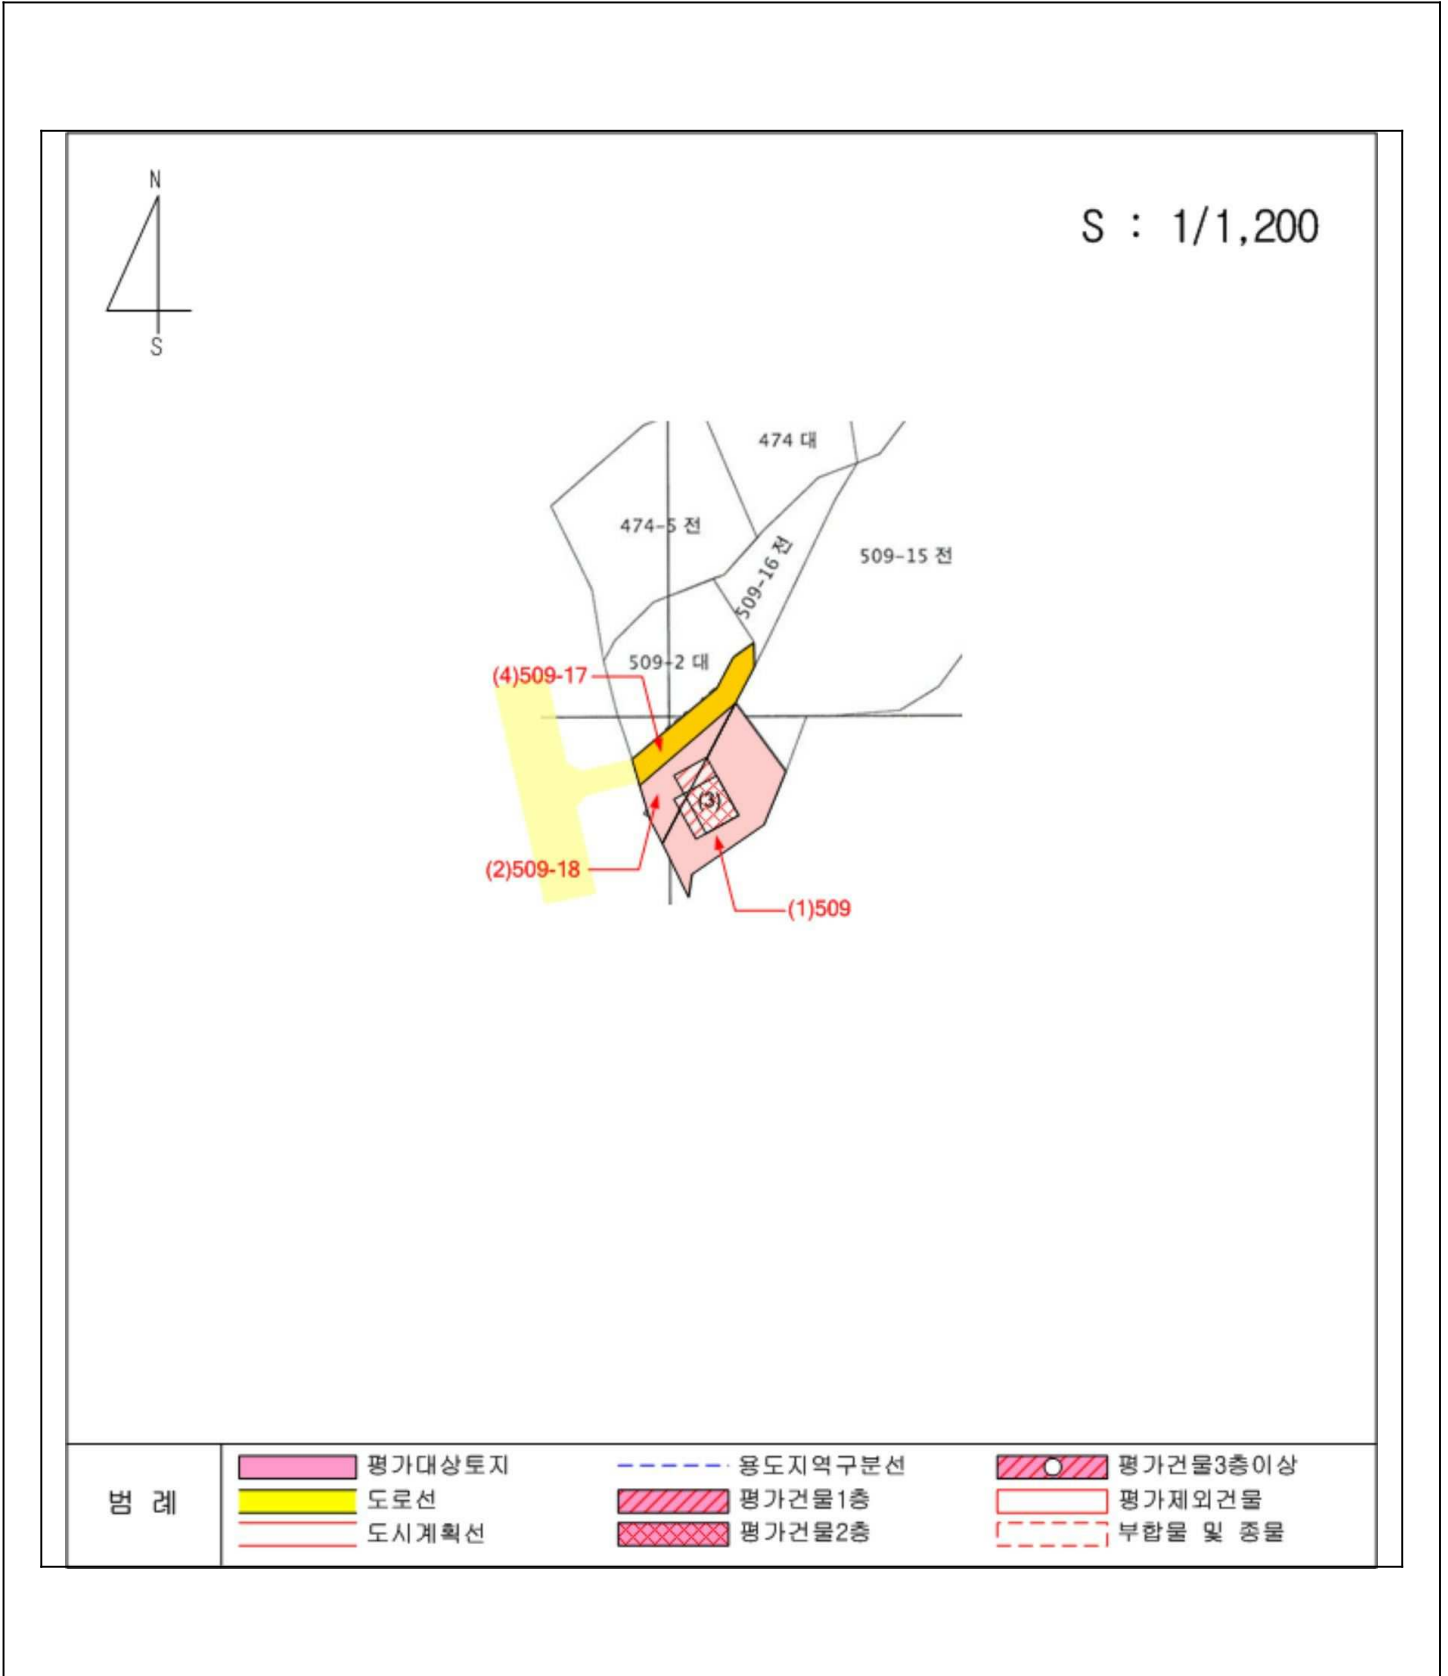 N
S : 1/1,200
S
474 대
474-5 전
509-16 전
509-15 전
509-2 대
(4)509-17
(3)
(2)509-18
(1)509
범 례
평가대상토지
용도지역구분선
평가건물3층이상
도로선
평가건물1층
평가제외건물
도시계획선
평가건물2층
부합물 및 종물